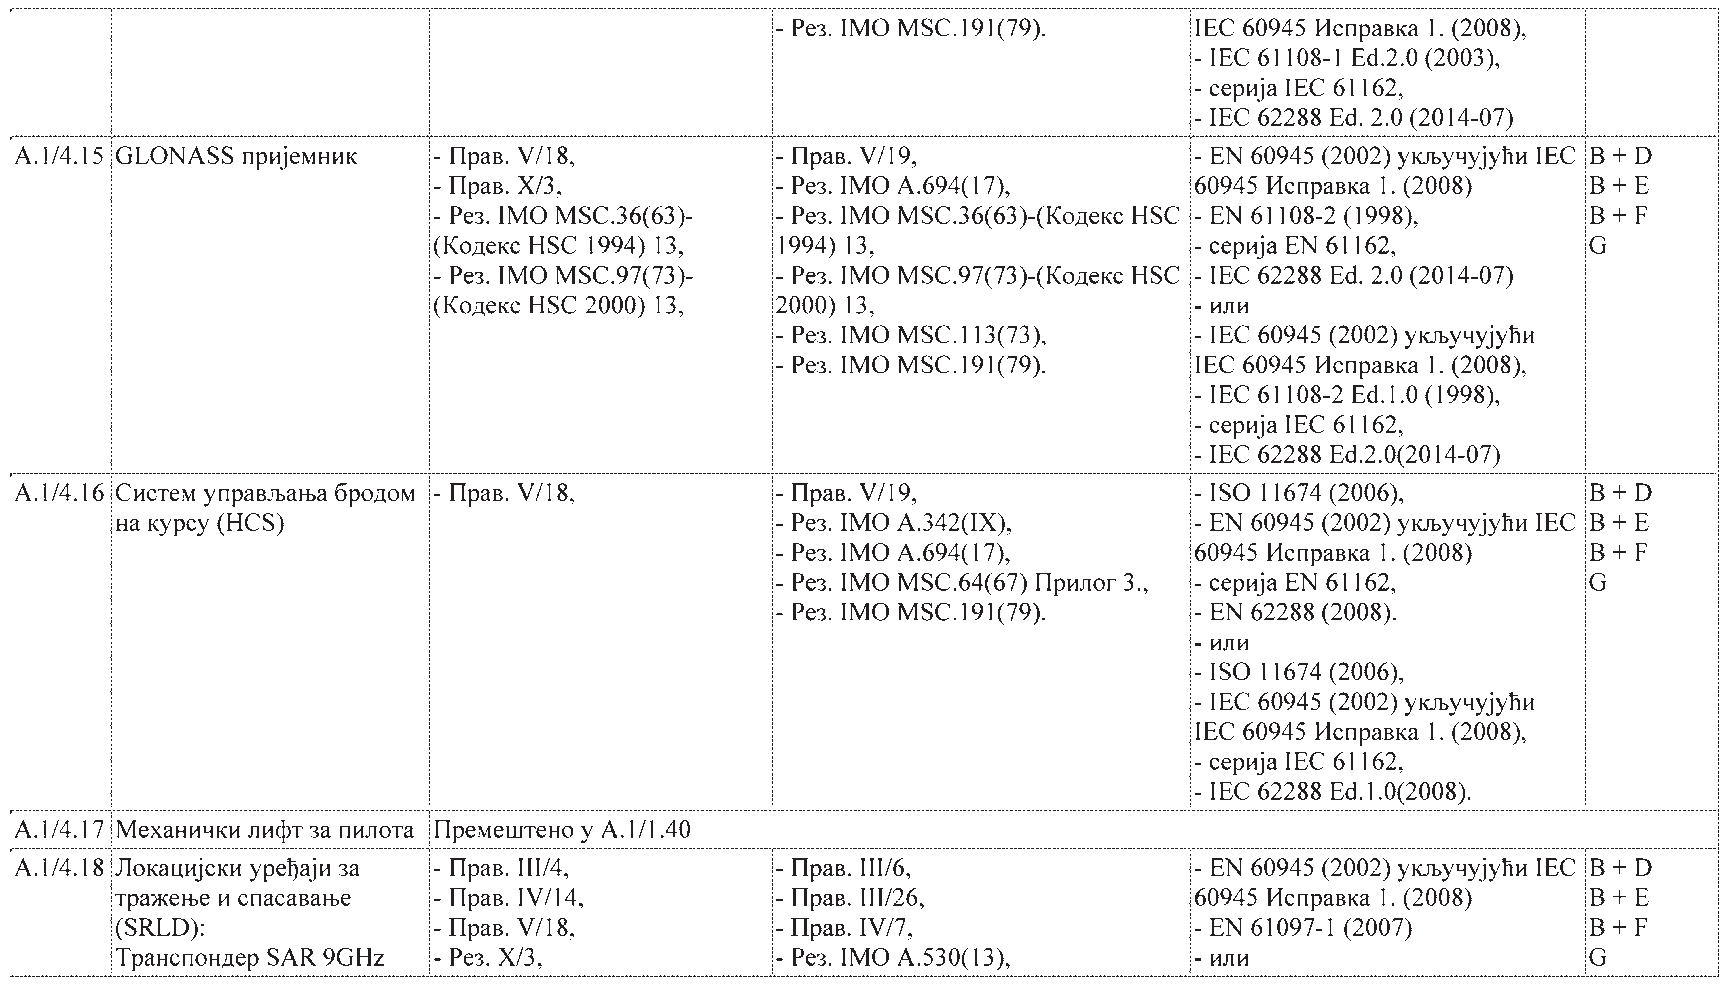 - Рез. IMO MSC.191(79).
IEC 60945 Исправка 1. (2008),
- IEC 61108-1 Ed.2.0 (2003),
- серија IEC 61162,
- IEC 62288 Ed. 2.0 (2014-07)
A.1/4.15
GLONASS пријемник
- Прав. V/18,
- Прав. X/3,
- Рез. IMO MSC.36(63)-
(Кодекс HSC 1994) 13,
- Рез. IMO MSC.97(73)-
(Кодекс HSC 2000) 13,
- Прав. V/19,
- Рез. IMO A.694(17),
- Рез. IMO MSC.36(63)-(Кодекс HSC
1994) 13,
- Рез. IMO MSC.97(73)-(Кодекс HSC
2000) 13,
- Рез. IMO MSC.113(73),
- Рез. IMO MSC.191(79).
- EN 60945 (2002) укључујући IEC
60945 Исправка 1. (2008)
- EN 61108-2 (1998),
- серија EN 61162,
- IEC 62288 Ed. 2.0 (2014-07)
- или
- IEC 60945 (2002) укључујући
IEC 60945 Исправка 1. (2008),
- IEC 61108-2 Ed.1.0 (1998),
- серија IEC 61162,
- IEC 62288 Ed.2.0(2014-07)
B + D
B + E
B + F
G
A.1/4.16
Систем управљања бродом
на курсу (HCS)
- Прав. V/18,
- Прав. V/19,
- Рез. IMO A.342(IX),
- Рез. IMO A.694(17),
- Рез. IMO MSC.64(67) Прилог 3.,
- Рез. IMO MSC.191(79).
- ISO 11674 (2006),
- EN 60945 (2002) укључујући IEC
60945 Исправка 1. (2008)
- серија EN 61162,
- EN 62288 (2008).
- или
- ISO 11674 (2006),
- IEC 60945 (2002) укључујући
IEC 60945 Исправка 1. (2008),
- серија IEC 61162,
- IEC 62288 Ed.1.0(2008).
B + D
B + E
B + F
G
A.1/4.17
Механички лифт за пилота
Премештено у A.1/1.40
A.1/4.18
Локацијски уређаји за
тражење и спасавање
(SRLD):
Транспондер SAR 9GHz
- Прав. III/4,
- Прав. IV/14,
- Прав. V/18,
- Рез. X/3,
- Прав. III/6,
- Прав. III/26,
- Прав. IV/7,
- Рез. IMO A.530(13),
- EN 60945 (2002) укључујући IEC
60945 Исправка 1. (2008)
- EN 61097-1 (2007)
- или
B + D
B + E
B + F
G